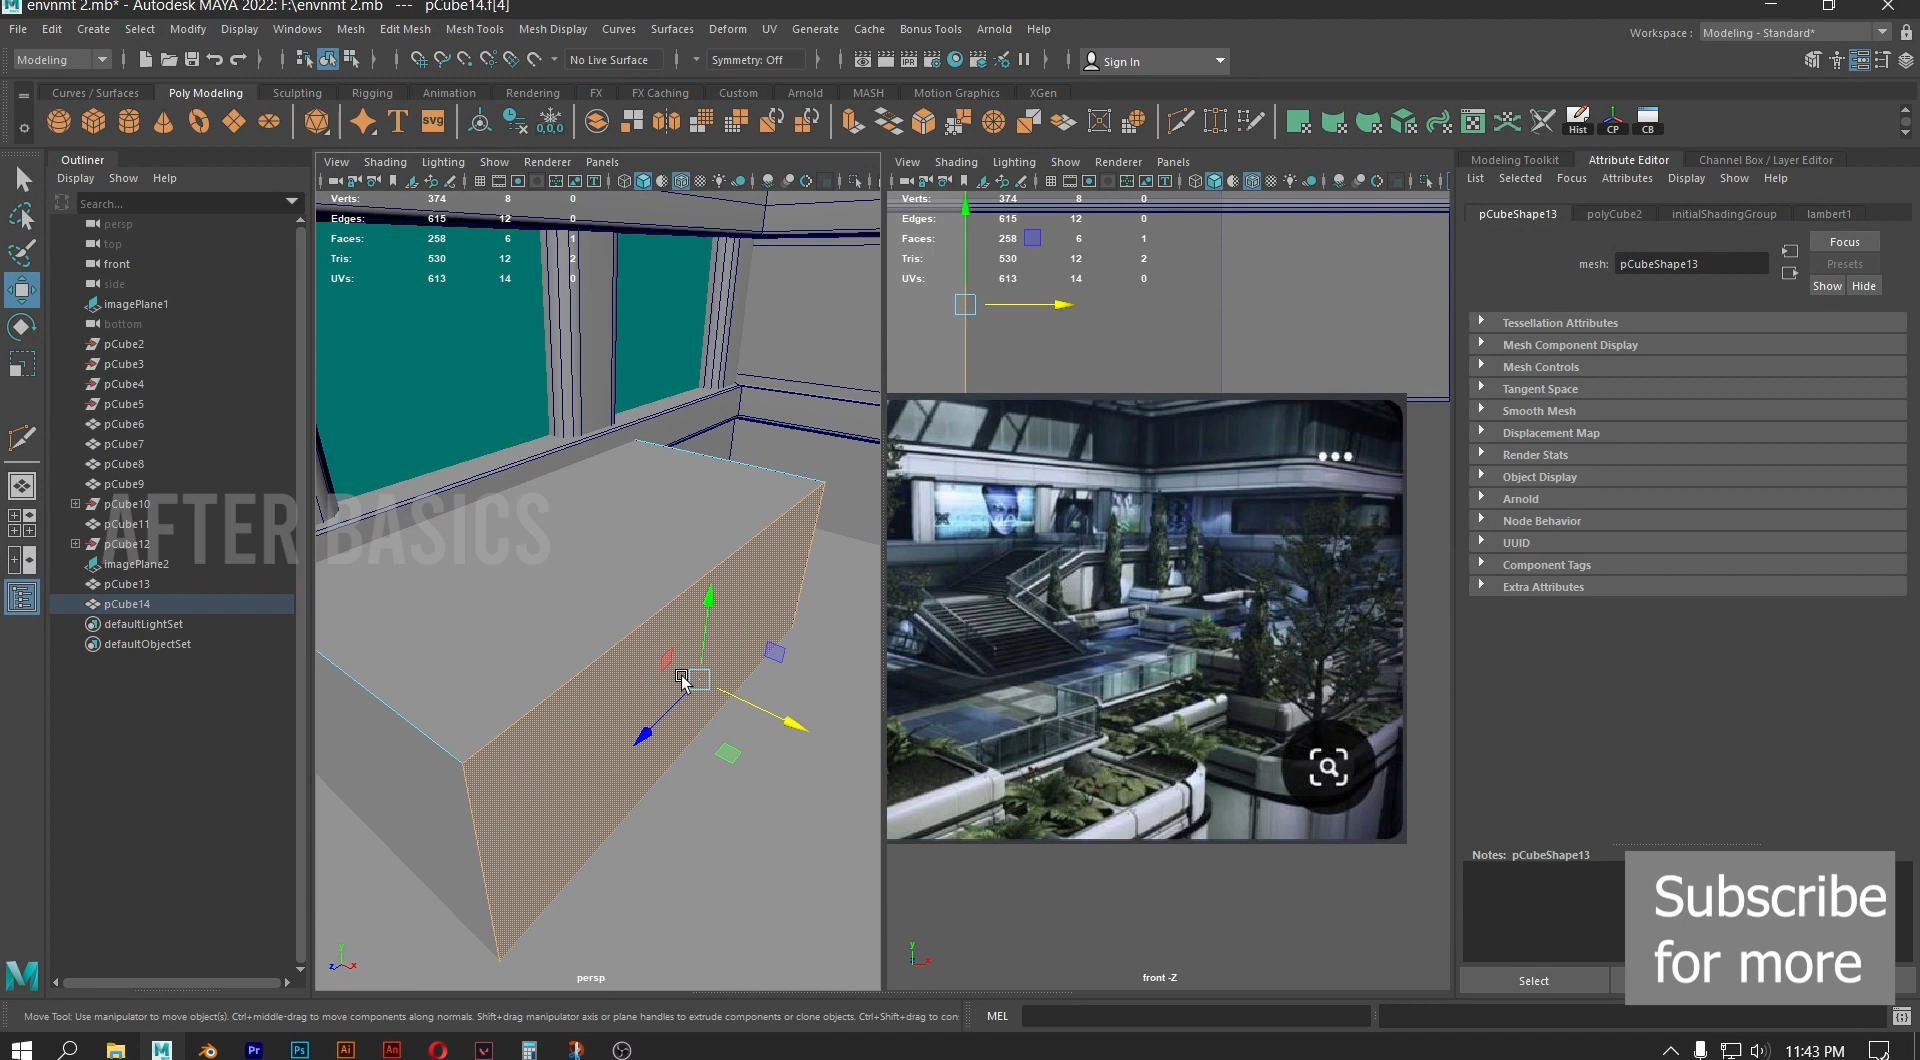 envnmt 2.mb* - Autodesk MAYA 2022: F:\envnmt 2.mb --- pCube14.f[4]
File Edit Create Select Modify Display Windows Mesh Edit Mesh Mesh Tools Mesh Display Curves Surfaces Deform UV Generate Cache Bonus Tools Arnold Help
Workspace : Modeling - Standard*
Modeling No Live Surface Symmetry: Off Sign In
Curves / Surfaces Poly Modeling Sculpting Rigging Animation Rendering FX FX Caching Custom Arnold MASH Motion Graphics XGen
T svg 0,0,0 Hist CP CB
Outliner
Display Show Help
Search...
persp
top
front
side
imagePlane1
bottom
pCube2
pCube3
pCube4
pCube5
pCube6
pCube7
pCube8
pCube9
pCube10
pCube11
pCube12
imagePlane2
pCube13
pCube14
defaultLightSet
defaultObjectSet
AFTER BASICS
View Shading Lighting Show Renderer Panels
Verts: 374 8 0
Edges: 615 12 0
Faces: 258 6 1
Tris: 530 12 2
UVs: 613 14 0
persp
View Shading Lighting Show Renderer Panels
Verts: 374 8 0
Edges: 615 12 0
Faces: 258 6 1
Tris: 530 12 2
UVs: 613 14 0
front -Z
Modeling Toolkit Attribute Editor Channel Box / Layer Editor
List Selected Focus Attributes Display Show Help
pCubeShape13 polyCube2 initialShadingGroup lambert1
mesh: pCubeShape13
Focus
Presets
Show Hide
Tessellation Attributes
Mesh Component Display
Mesh Controls
Tangent Space
Smooth Mesh
Displacement Map
Render Stats
Object Display
Arnold
Node Behavior
UUID
Component Tags
Extra Attributes
Notes: pCubeShape13
Subscribe
for more
Select
Move Tool: Use manipulator to move object(s). Ctrl+middle-drag to move components along normals. Shift+drag manipulator axis or plane handles to extrude components or clone objects. Ctrl+Shift+drag to con
MEL
Pr Ps Ai An
11:43 PM